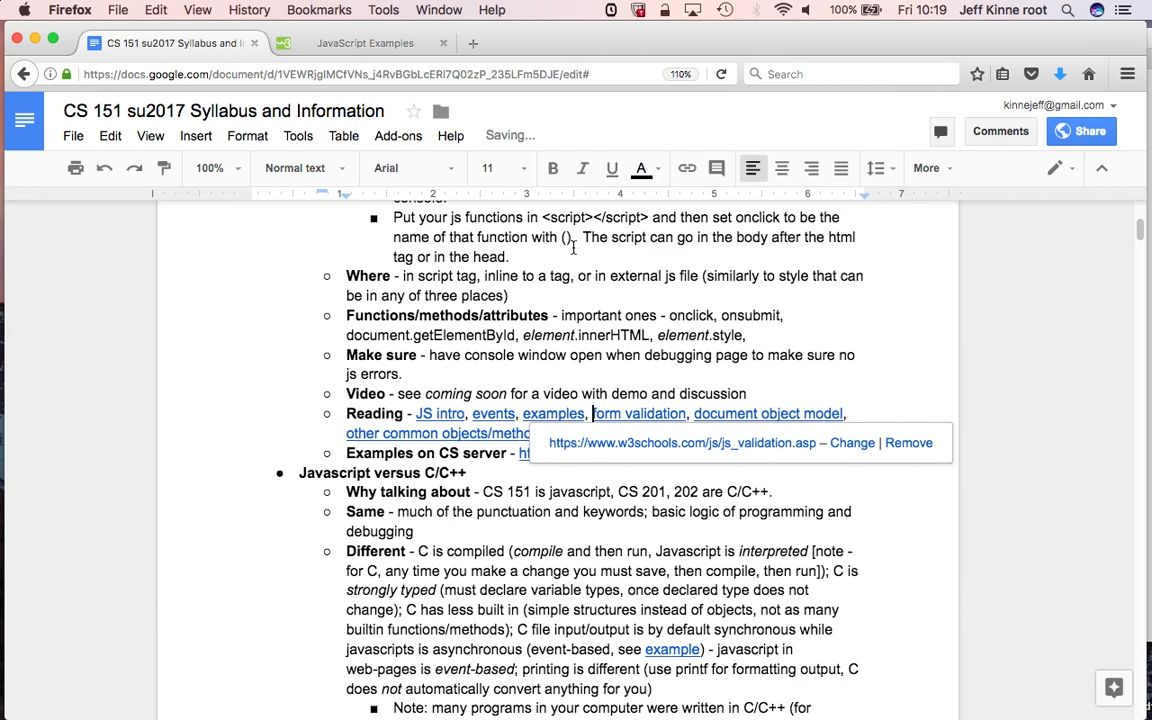 Firefox File Edit View History Bookmarks Tools Window Help 100% Fri 10:19 Jeff Kinne root
CS 151 su2017 Syllabus and I JavaScript Examples
https://docs.google.com/document/d/1VEWRjgIMCfVNs_j4RvBGbLcERI7Q02zP_235LFm5DJE/edit# 110% Search
CS 151 su2017 Syllabus and Information kinnejeff@gmail.com
File Edit View Insert Format Tools Table Add-ons Help Saving... Comments Share
100% Normal text Arial 11 B I U A More
1 2 3 4 5 6 7
console.
Put your js functions in <script></script> and then set onclick to be the
name of that function with (). The script can go in the body after the html
tag or in the head.
Where - in script tag, inline to a tag, or in external js file (similarly to style that can
be in any of three places)
Functions/methods/attributes - important ones - onclick, onsubmit,
document.getElementById, element.innerHTML, element.style,
Make sure - have console window open when debugging page to make sure no
js errors.
Video - see coming soon for a video with demo and discussion
Reading - JS intro, events, examples, form validation, document object model,
other common objects/metho
https://www.w3schools.com/js/js_validation.asp – Change | Remove
Examples on CS server - ht
Javascript versus C/C++
Why talking about - CS 151 is javascript, CS 201, 202 are C/C++.
Same - much of the punctuation and keywords; basic logic of programming and
debugging
Different - C is compiled (compile and then run, Javascript is interpreted [note -
for C, any time you make a change you must save, then compile, then run]); C is
strongly typed (must declare variable types, once declared type does not
change); C has less built in (simple structures instead of objects, not as many
builtin functions/methods); C file input/output is by default synchronous while
javascripts is asynchronous (event-based, see example) - javascript in
web-pages is event-based; printing is different (use printf for formatting output, C
does not automatically convert anything for you)
Note: many programs in your computer were written in C/C++ (for